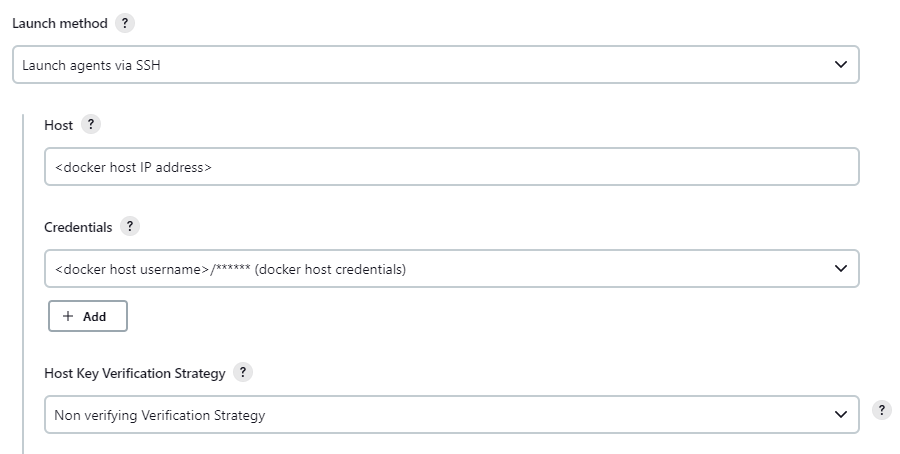 Launch method ?
Launch agents via SSH
Host ?
<docker host IP address>
Credentials ?
<docker host username>/****** (docker host credentials)
+ Add
Host Key Verification Strategy ?
Non verifying Verification Strategy ?